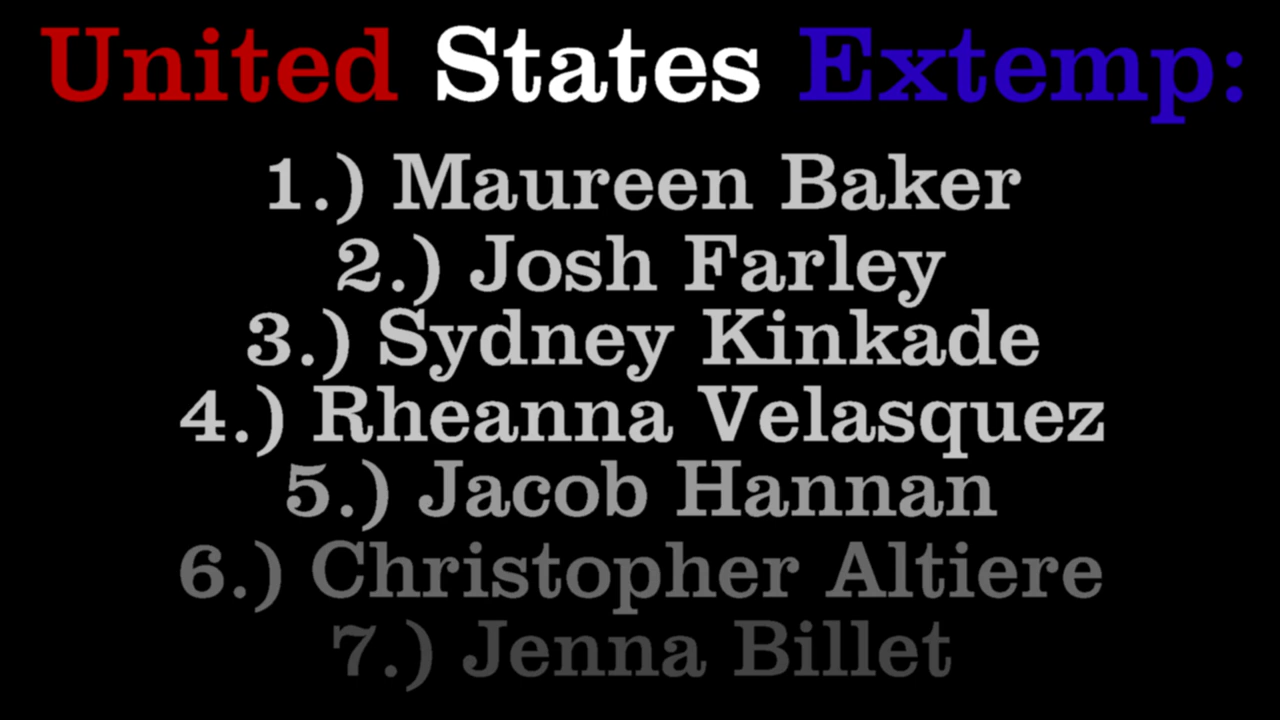 United States Extemp:
1.) Maureen Baker
2.) Josh Farley
3.) Sydney Kinkade
4.) Rheanna Velasquez
5.) Jacob Hannan
6.) Christopher Altiere
7.) Jenna Billet